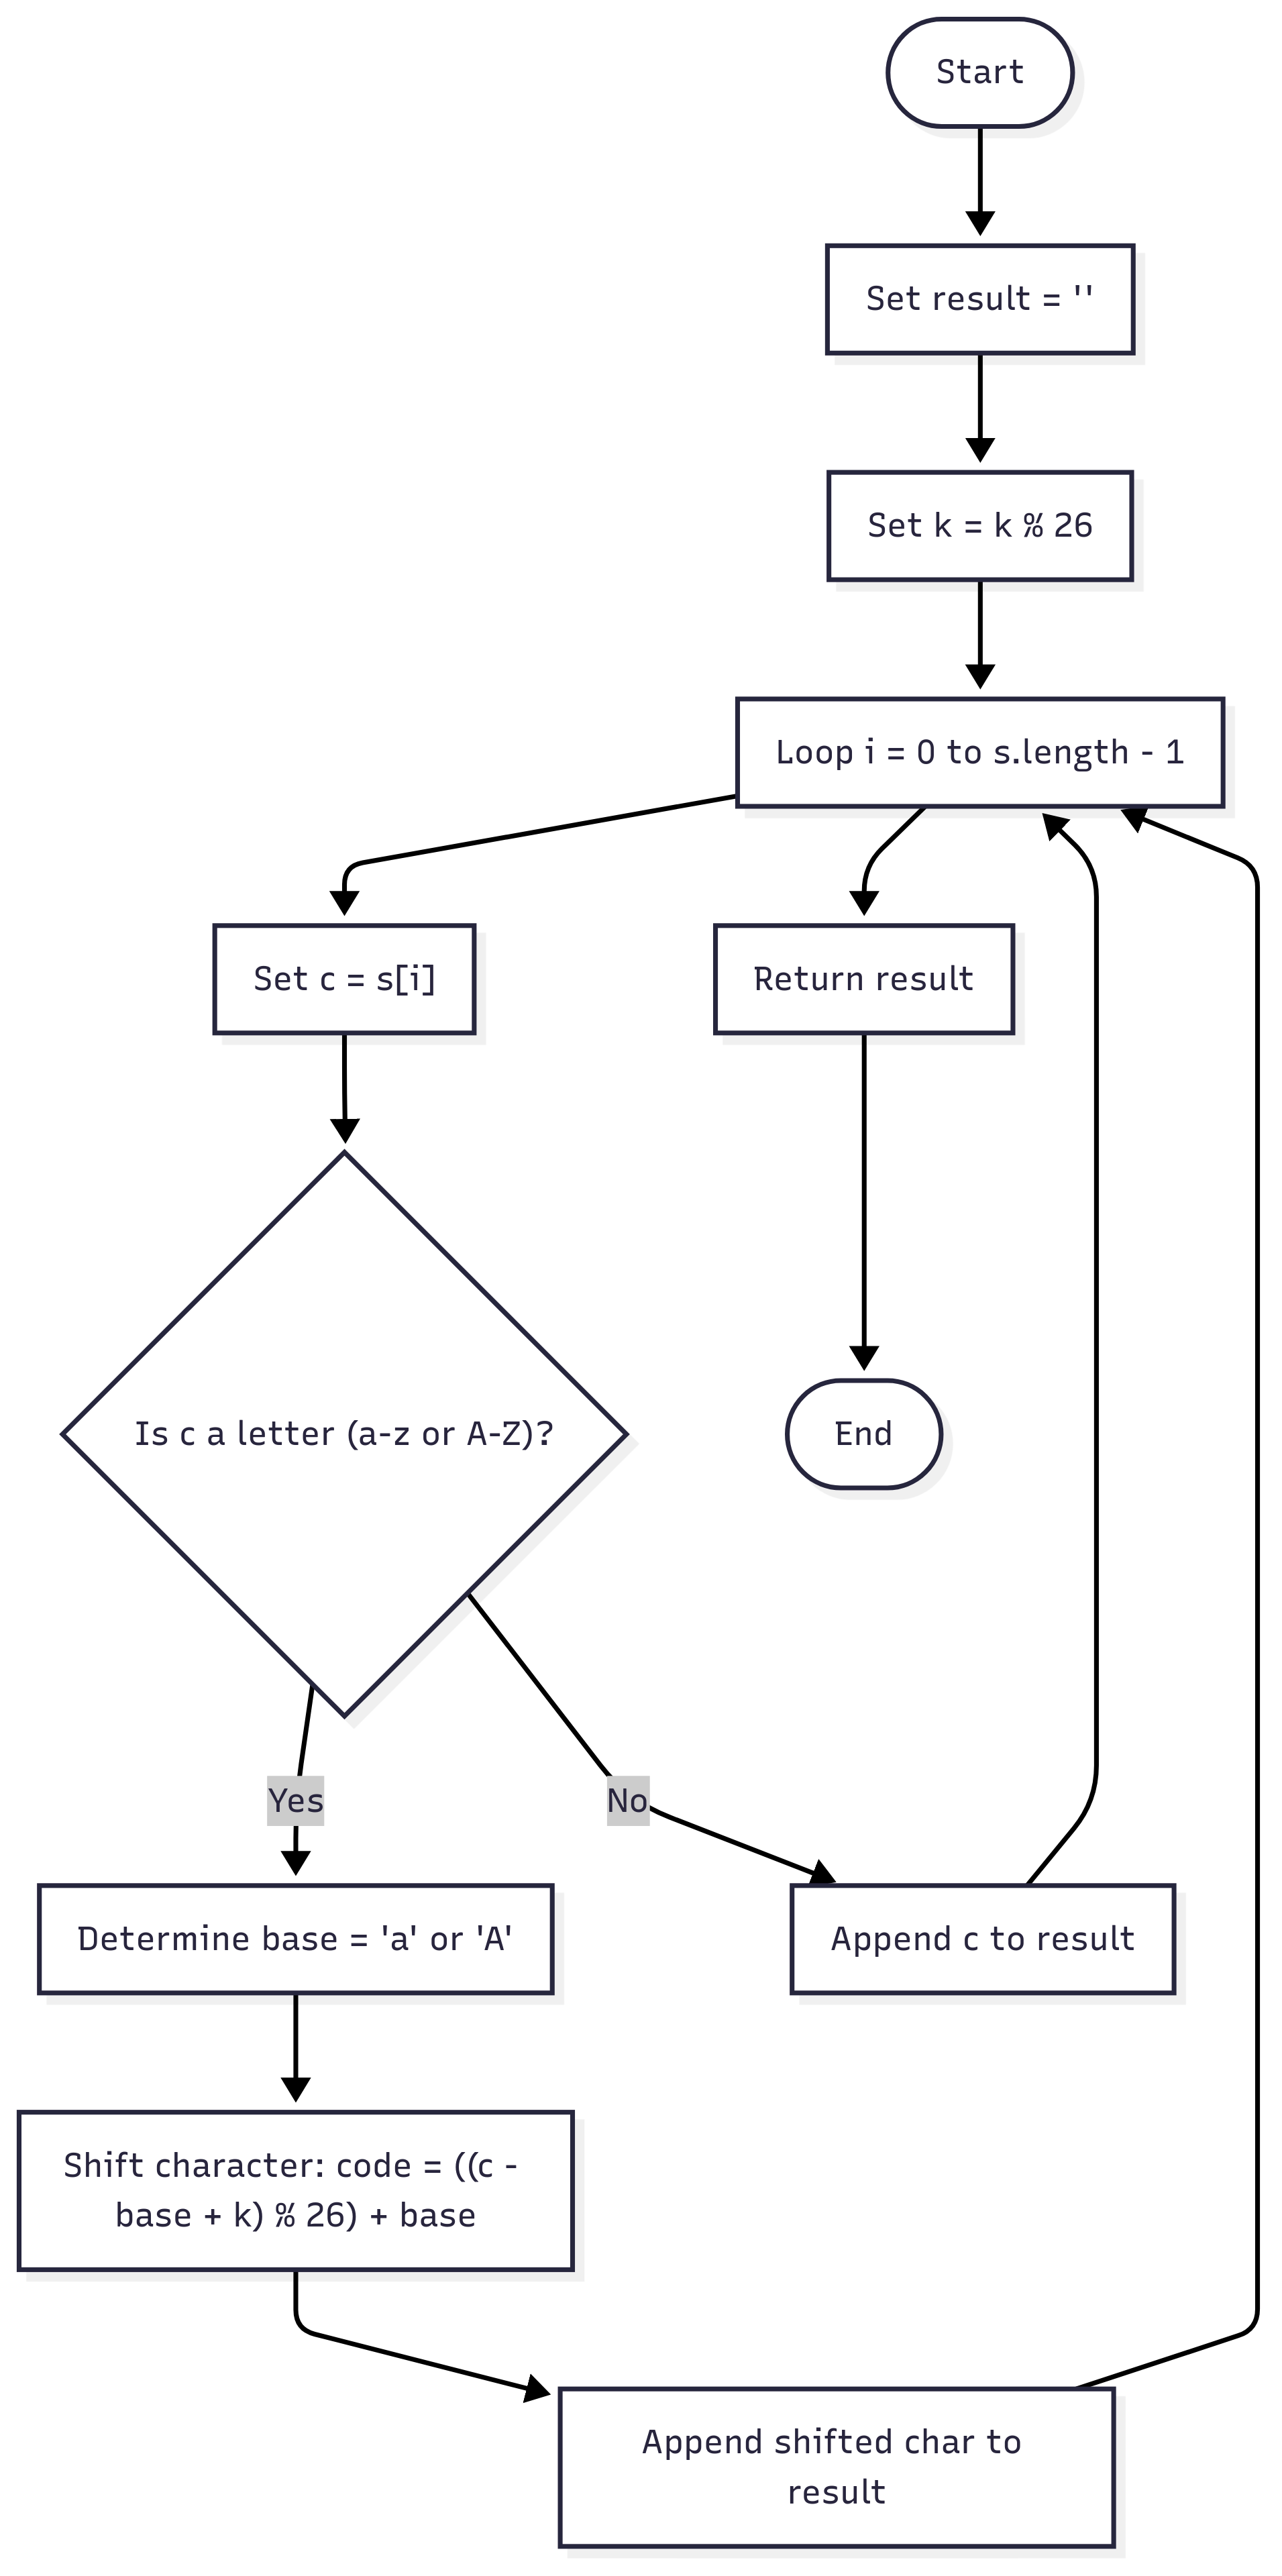 Start
Set result = ''
Set k = k % 26
Loop i = 0 to s.length - 1
Set c = s[i]
Return result
Is c a letter (a-z or A-Z)?
End
Yes
No
Determine base = 'a' or 'A'
Append c to result
Shift character: code = ((c -
base + k) % 26) + base
Append shifted char to
result